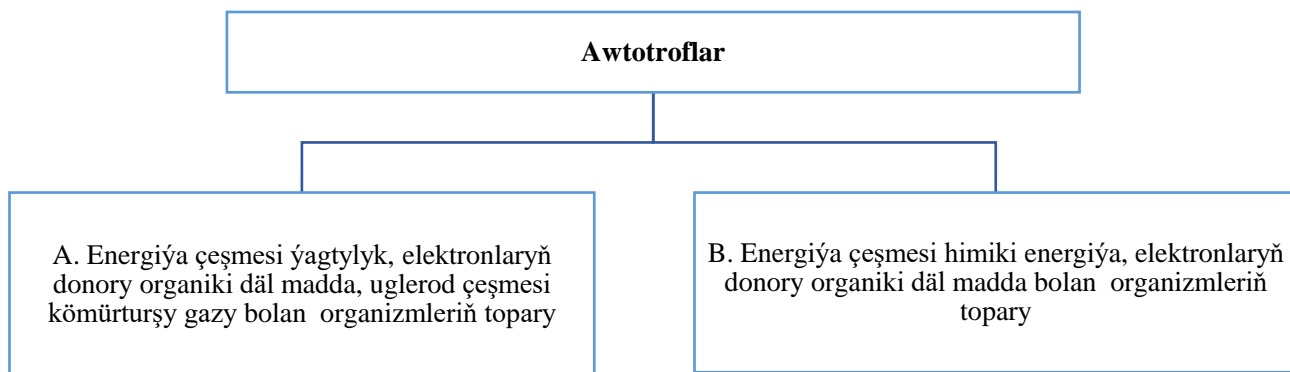 Awtotroflar
A. Energiýa çeşmesi ýagtylyk, elektronlaryň
donory organiki däl madda, uglerod çeşmesi
kömürturşy gazy bolan organizmleriň topary
B. Energiýa çeşmesi himiki energiýa, elektronlaryň
donory organiki däl madda bolan organizmleriň
topary